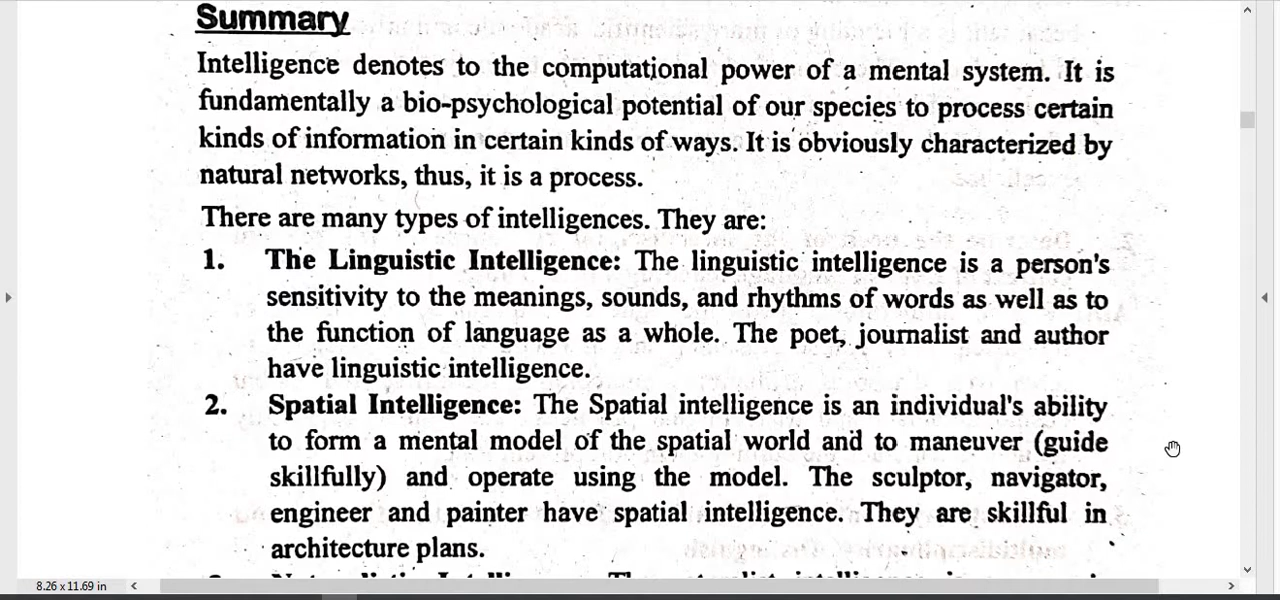 Summary
Intelligence denotes to the computational power of a mental system. It is
fundamentally a bio-psychological potential of our species to process certain
kinds of information in certain kinds of ways. It is obviously characterized by
natural networks, thus, it is a process.
There are many types of intelligences. They are:
1. The Linguistic Intelligence: The linguistic intelligence is a person's
sensitivity to the meanings, sounds, and rhythms of words as well as to
the function of language as a whole. The poet, journalist and author
have linguistic intelligence.
2. Spatial Intelligence: The Spatial intelligence is an individual's ability
to form a mental model of the spatial world and to maneuver (guide
skillfully) and operate using the model. The sculptor, navigator,
engineer and painter have spatial intelligence. They are skillful in
architecture plans.
8.26 x 11.69 in